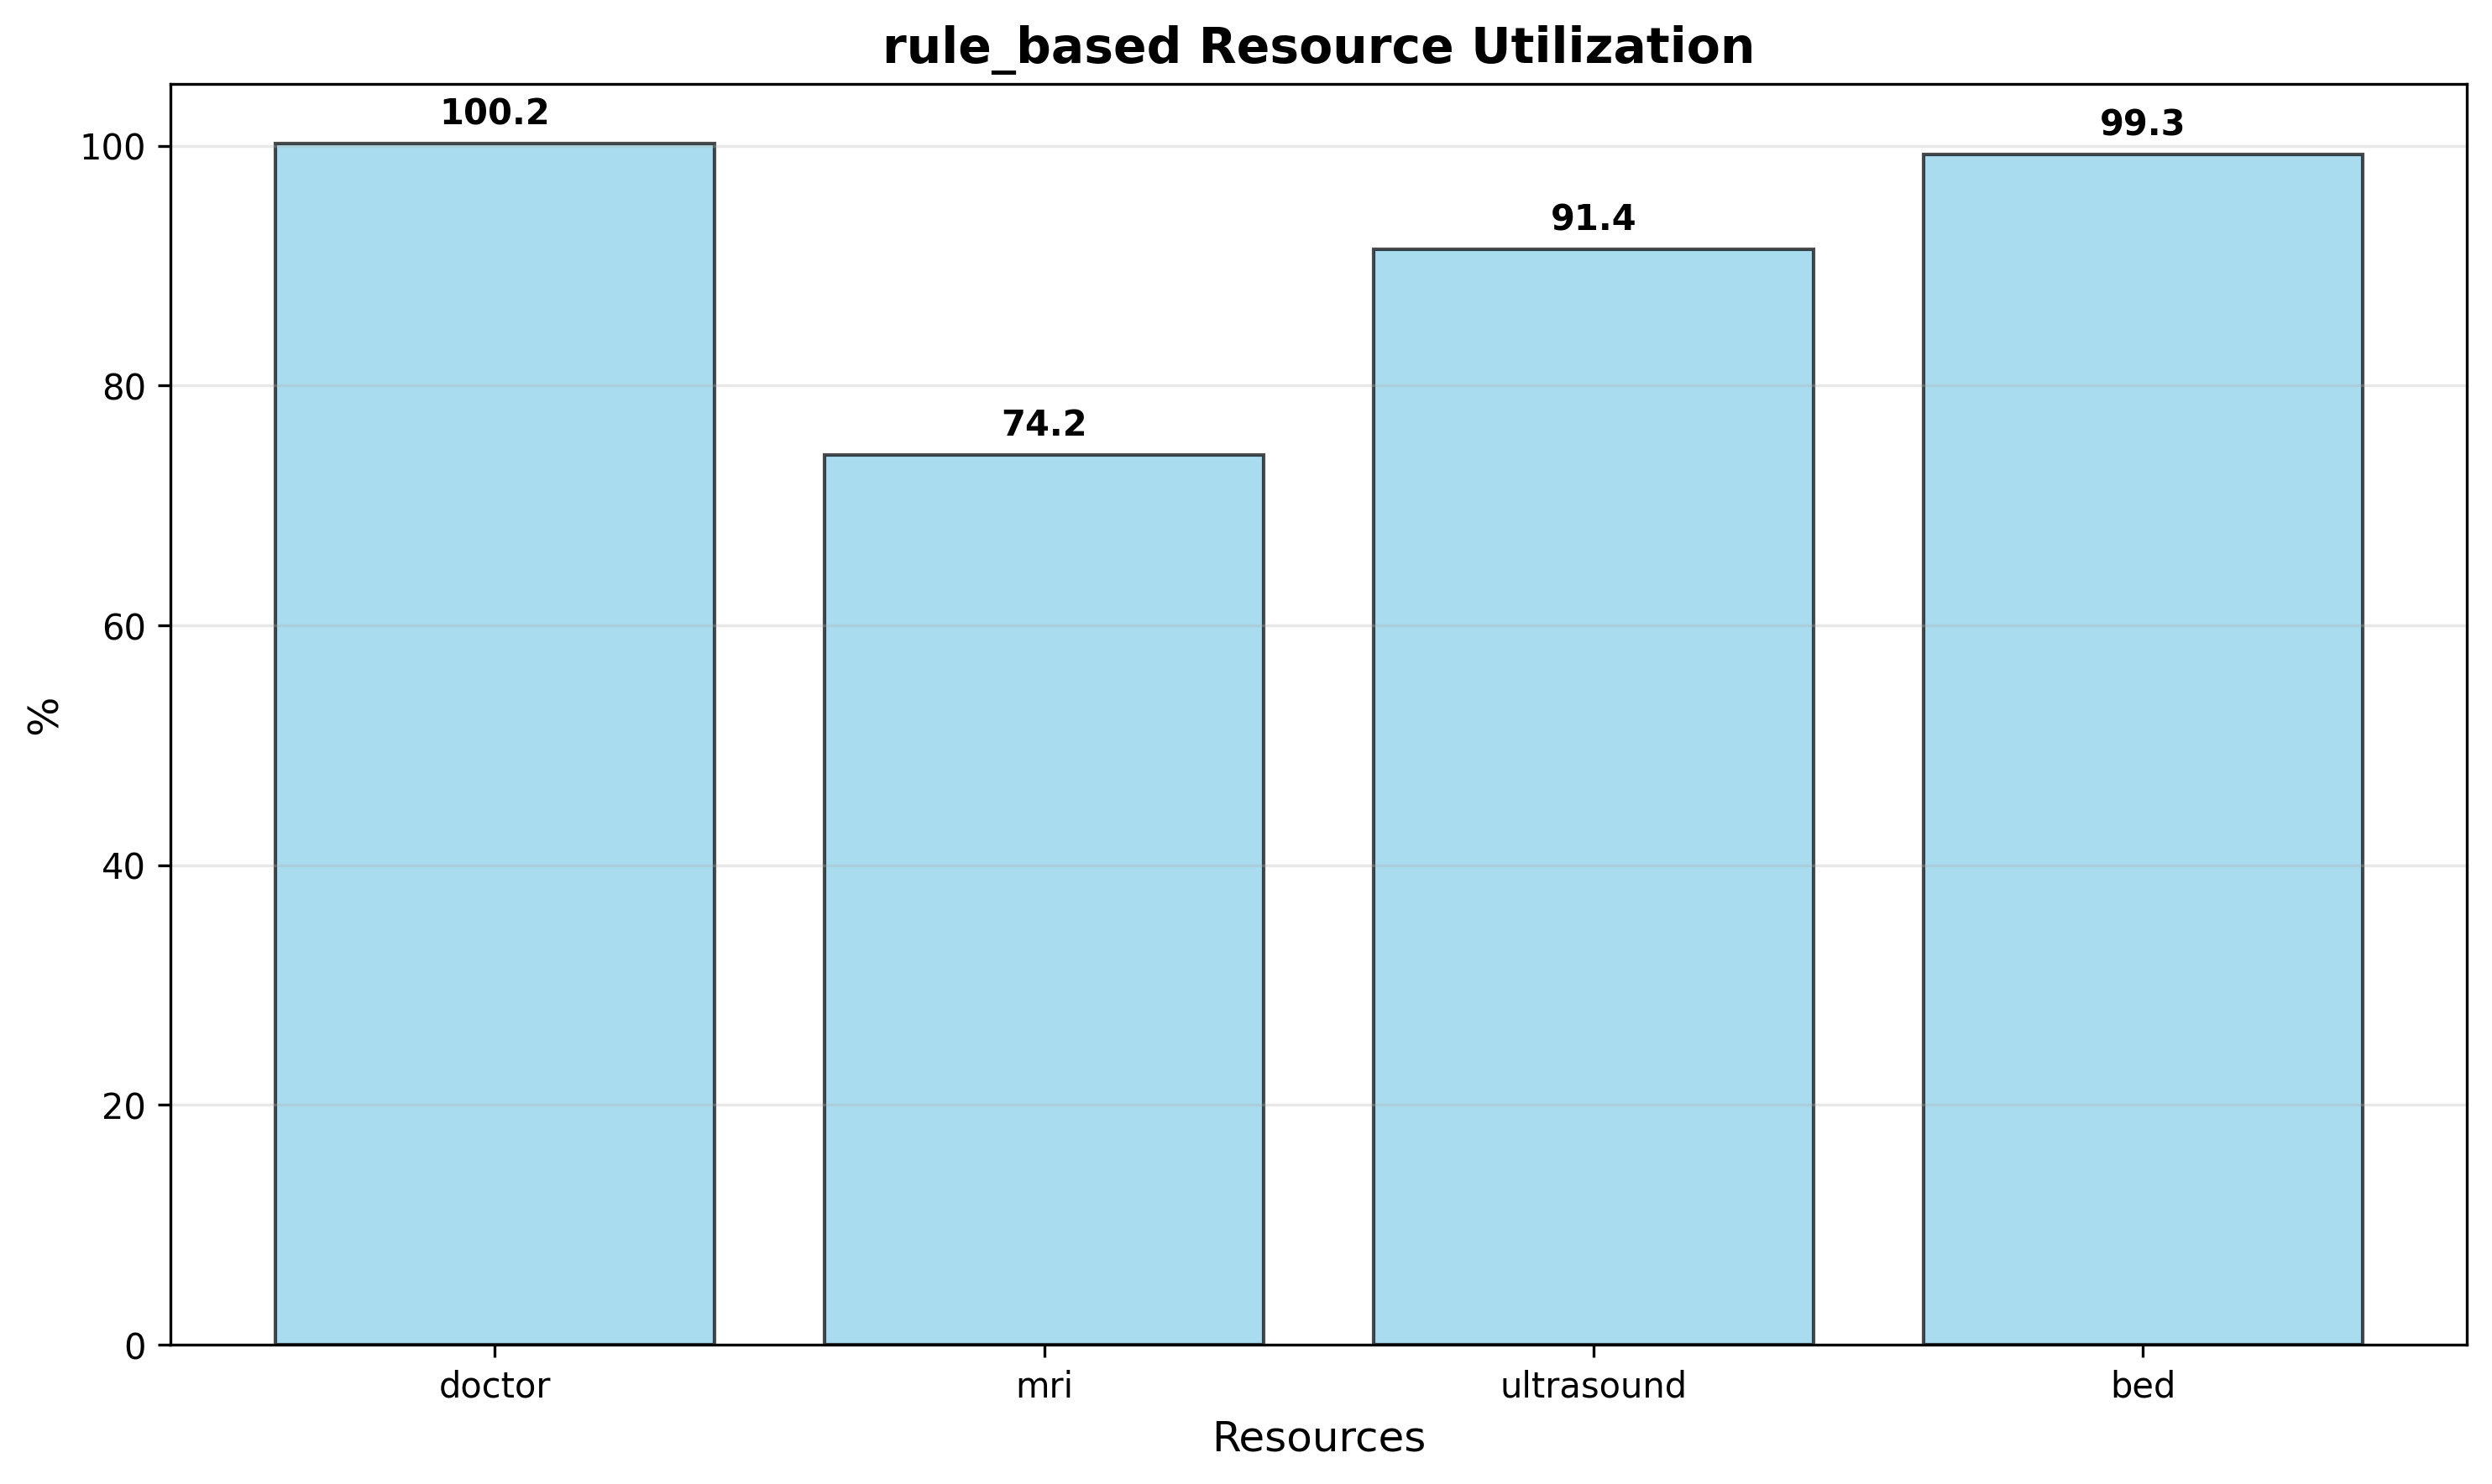 rule_based Resource Utilization
100.2
99.3
91.4
74.2
100
80
60
40
20
0
%
doctor
mri
ultrasound
bed
Resources